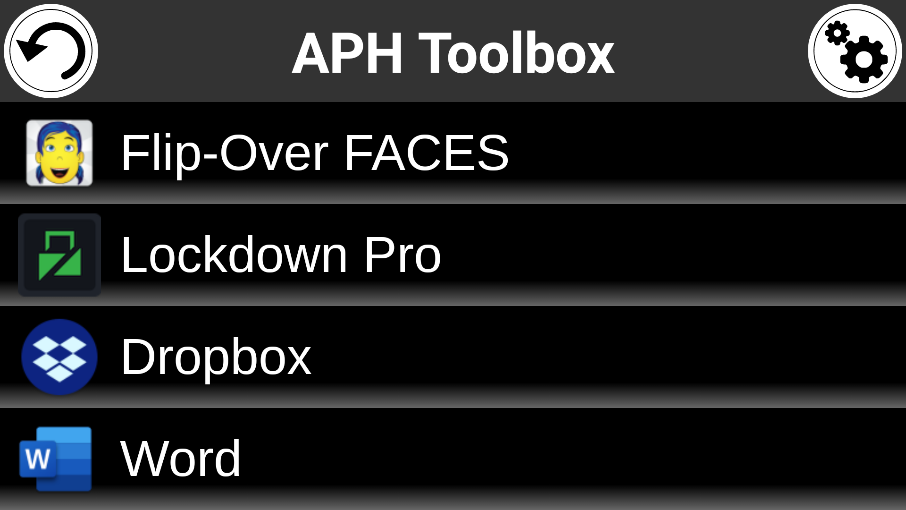 APH Toolbox
Flip-Over FACES
Lockdown Pro
Dropbox
W Word